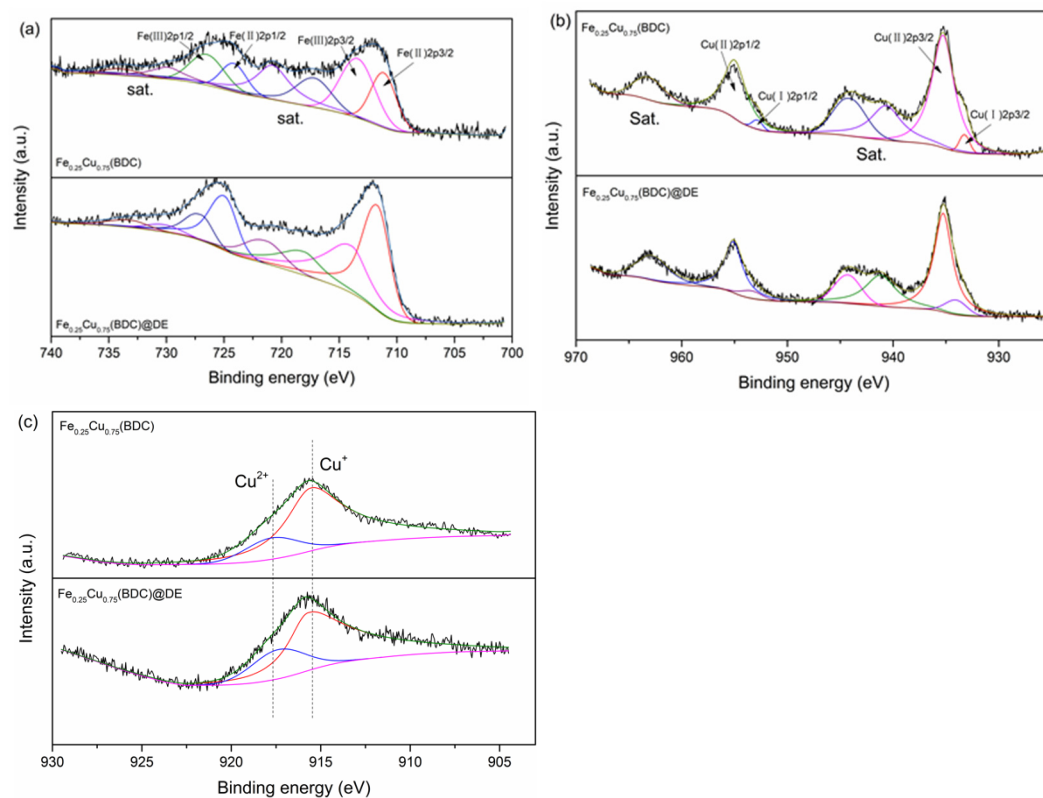 (a)
Fe(III)2p1/2
Fe(II)2p1/2
Fe(III)2p3/2
Fe(II)2p3/2
sat.
sat.
Fe0.25Cu0.75(BDC)
Fe0.25Cu0.75(BDC)@DE
Intensity (a.u.)
740 735 730 725 720 715 710 705 700
Binding energy (eV)
(b)
Fe0.25Cu0.75(BDC)
Cu(II)2p1/2
Cu(II)2p3/2
Cu(I)2p1/2
Cu(I)2p3/2
Sat.
Sat.
Fe0.25Cu0.75(BDC)@DE
Intensity (a.u.)
970 960 950 940 930
Binding energy (eV)
(c)
Fe0.25Cu0.75(BDC)
Cu2+
Cu+
Fe0.25Cu0.75(BDC)@DE
Intensity (a.u.)
930 925 920 915 910 905
Binding energy (eV)